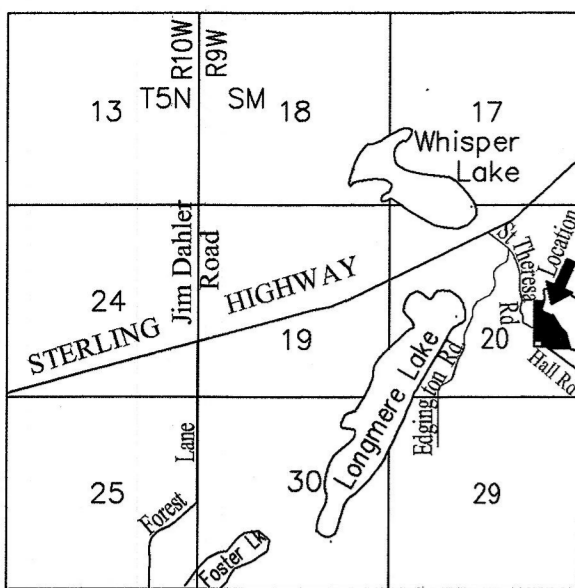 R10W
R9W
13
T5N
SM
18
17
Whisper
Lake
St Theresa
Rd
Location
Jim Dahler
Road
24
STERLING HIGHWAY
19
20
Hall Rd
Longmere Lake
Edgington Rd
Lane
Forest
25
30
29
Foster Lk